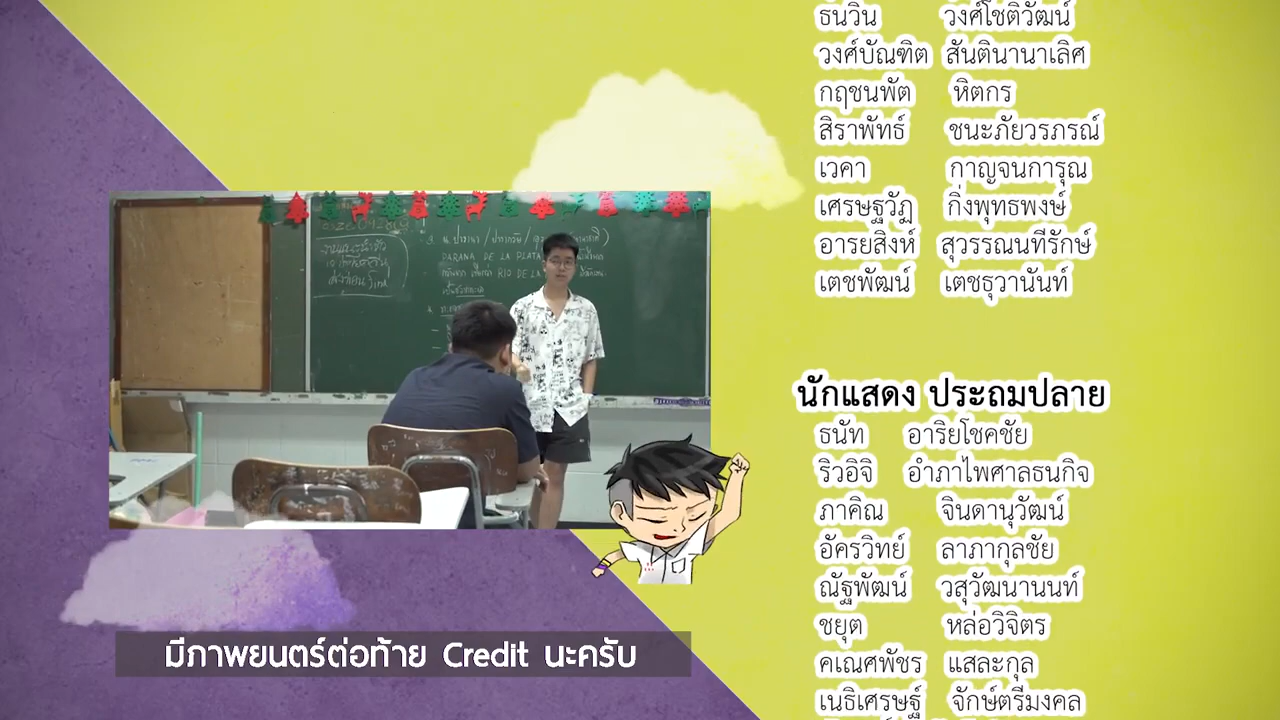 ธนวิน วงศ์โชติวัฒน์
วงศ์บัณฑิต สันตินานาเลิศ
กฤชนพัต หิตกร
สิราพัทธ์ ชนะภัยวรภรณ์
เวคา กาญจนการุณ
เศรษฐวัฏ กิ่งพุทธพงษ์
อารยสิงห์ สุวรรณนทีรักษ์
เตชพัฒน์ เตชธุวานันท์
นักแสดง ประถมปลาย
ธนัท อาริยโชคชัย
ริวอิจิ อำภาไพศาลธนกิจ
ภาคิณ จินดานุวัฒน์
อัครวิทย์ ลาภากุลชัย
ณัฐพัฒน์ วสุวัฒนานนท์
ชยุต หล่อวิจิตร
คเณศพัชร แสละกุล
เนธิเศรษฐ์ จักษ์ตรีมงคล
DE LA PLATA
RIO DE LA
มีภาพยนตร์ต่อท้าย Credit นะครับ